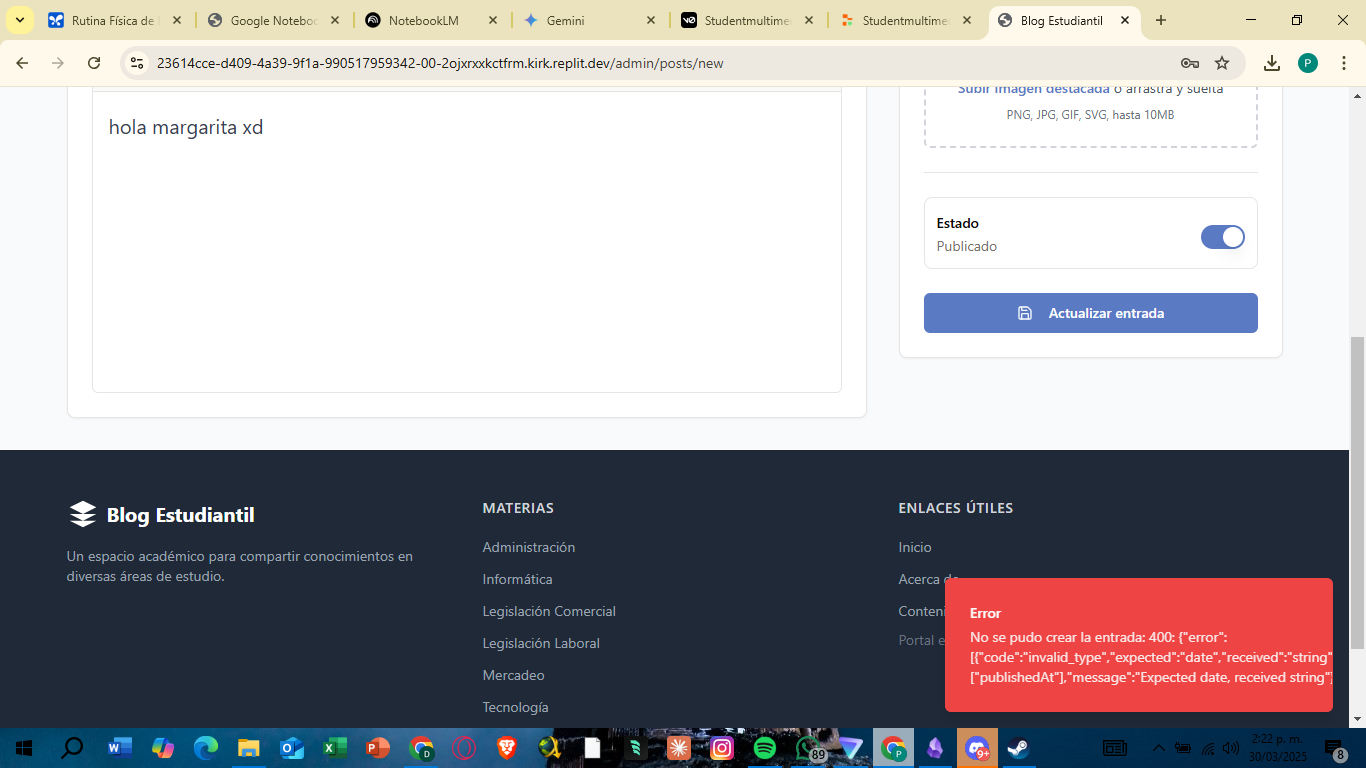 Rutina Física de
Google Notebo
NotebookLM
Gemini
Studentmultime
Studentmultime
Blog Estudiantil
23614cce-d409-4a39-9f1a-990517959342-00-2ojxrxxkctfrm.kirk.replit.dev/admin/posts/new
P
hola margarita xd
Subir imagen destacada o arrastra y suelta
PNG, JPG, GIF, SVG, hasta 10MB
Estado
Publicado
Actualizar entrada
Blog Estudiantil
Un espacio académico para compartir conocimientos en
diversas áreas de estudio.
MATERIAS
Administración
Informática
Legislación Comercial
Legislación Laboral
Mercadeo
Tecnología
ENLACES ÚTILES
Inicio
Acerca de
Conteni
Portal e
Error
No se pudo crear la entrada: 400: {"error":
[{"code":"invalid_type","expected":"date","received":"string"
["publishedAt"],"message":"Expected date, received string"}
89
9+
2:22 p. m.
30/03/2025
8